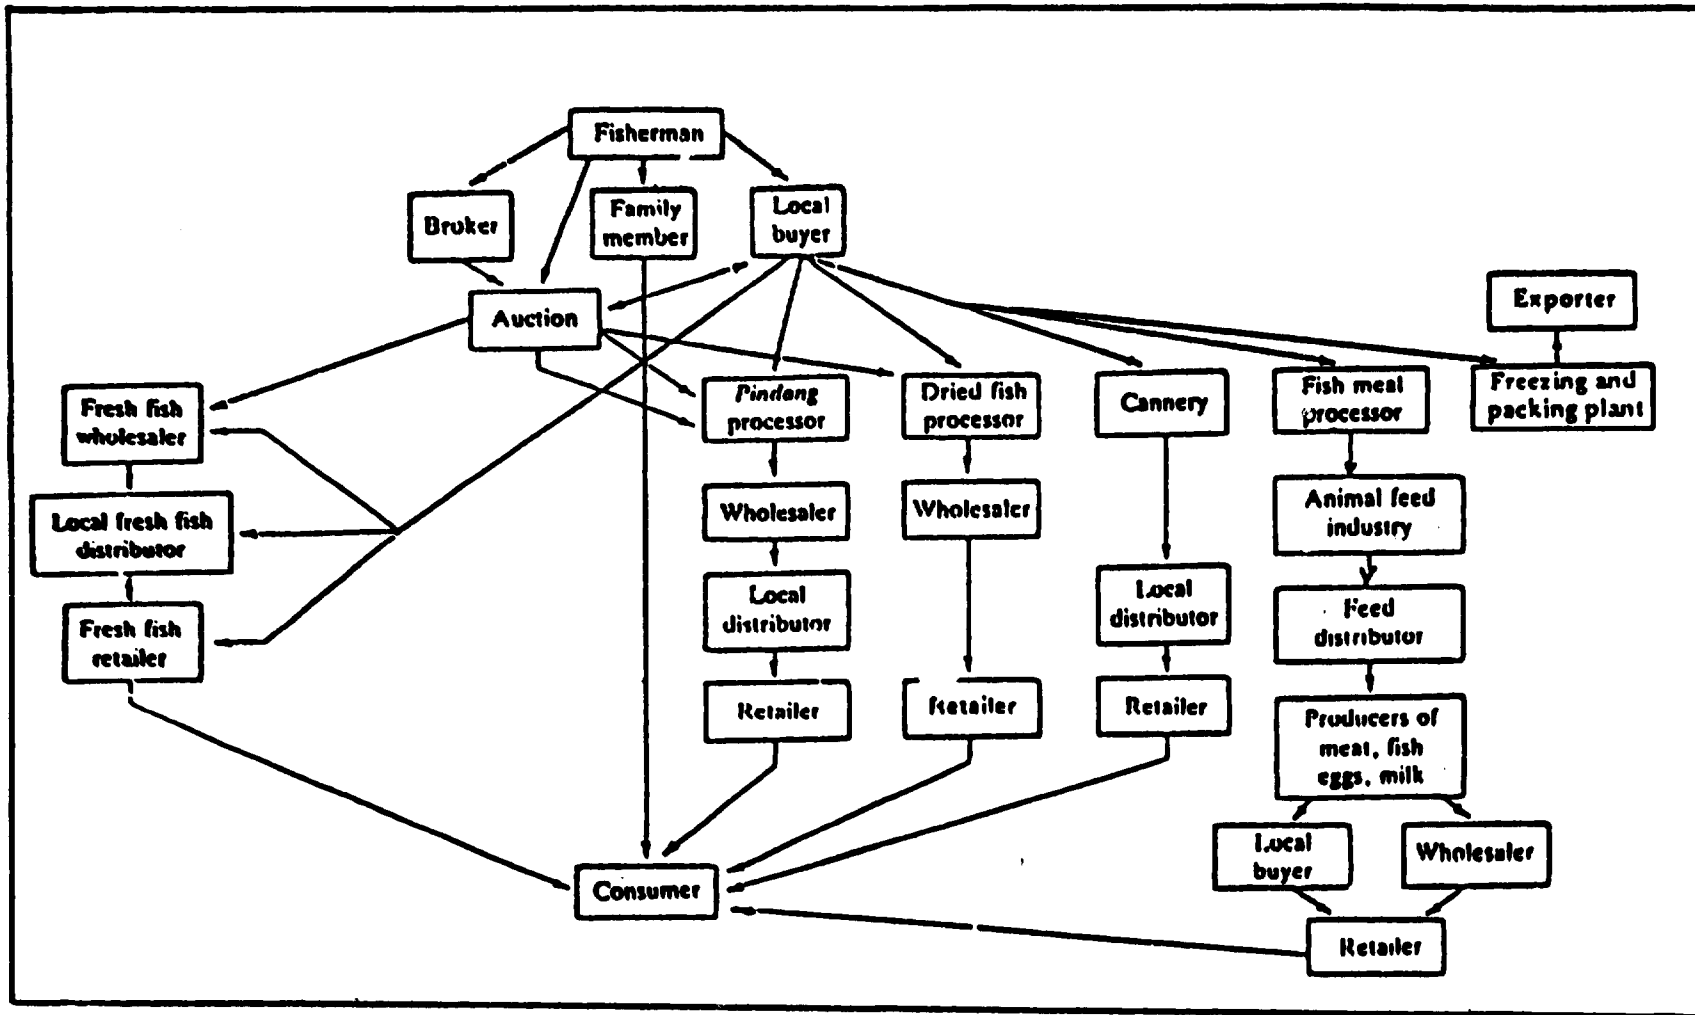 Fisherman
Broker
Family
member
Local
buyer
Auction
Exporter
Fresh fish
wholesaler
Pindang
processor
Dried fish
processor
Cannery
Fish meal
processor
Freezing and
packing plant
Local fresh fish
distributor
Wholesaler
Wholesaler
Animal feed
industry
Fresh fish
retailer
Local
distributor
Local
distributor
Feed
distributor
Retailer
Retailer
Retailer
Producers of
meat, fish
eggs, milk
Local
buyer
Wholesaler
Consumer
Retailer